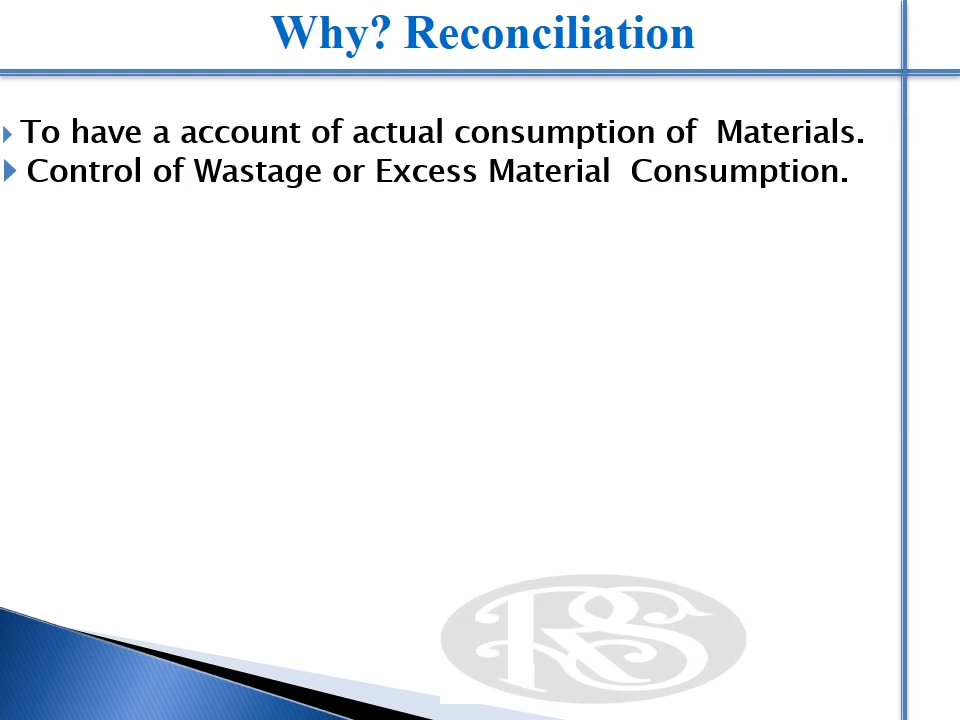 Why? Reconciliation
To have a account of actual consumption of Materials.
Control of Wastage or Excess Material Consumption.